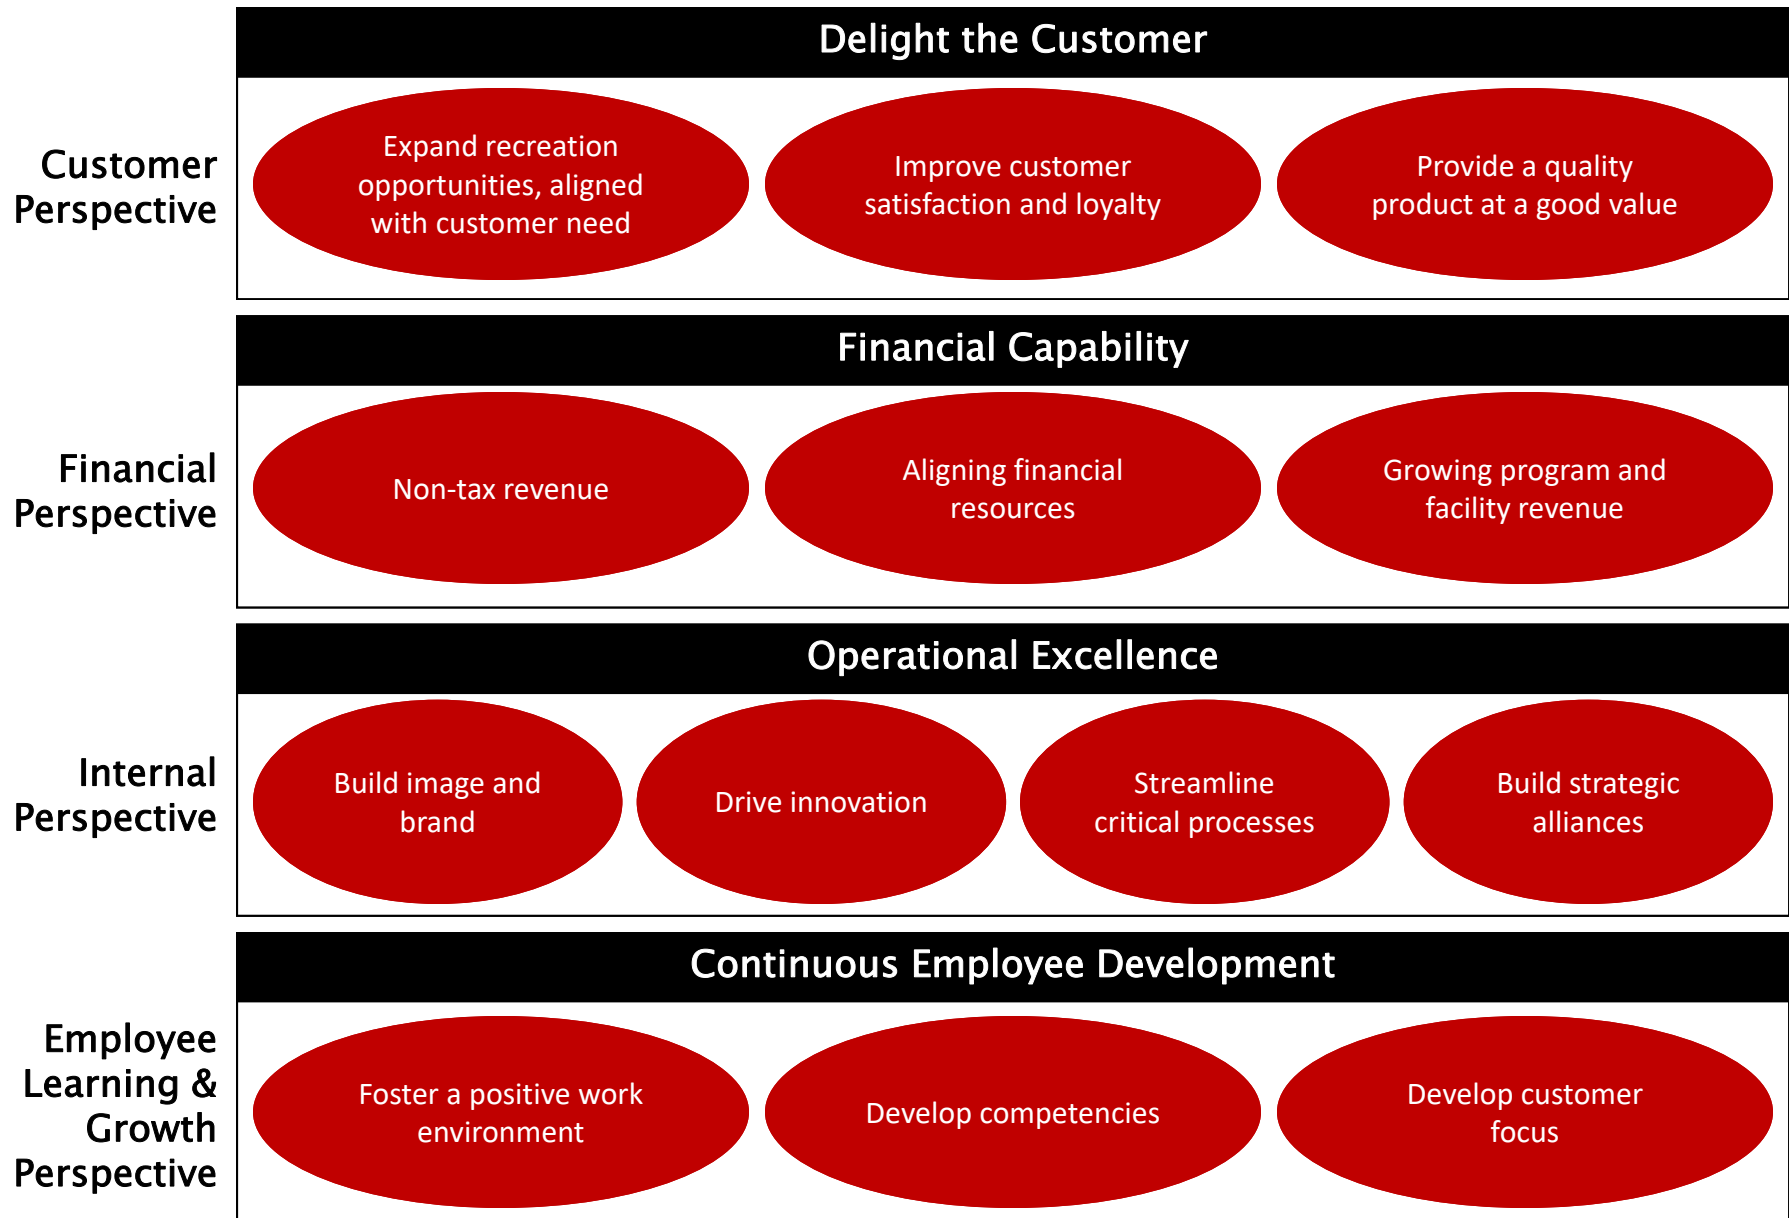 Delight the Customer
Customer
Perspective
Expand recreation
opportunities, aligned
with customer need
Improve customer
satisfaction and loyalty
Provide a quality
product at a good value
Financial Capability
Financial
Perspective
Non-tax revenue
Aligning financial
resources
Growing program and
facility revenue
Operational Excellence
Internal
Perspective
Build image and
brand
Drive innovation
Streamline
critical processes
Build strategic
alliances
Continuous Employee Development
Employee
Learning &
Growth
Perspective
Foster a positive work
environment
Develop competencies
Develop customer
focus